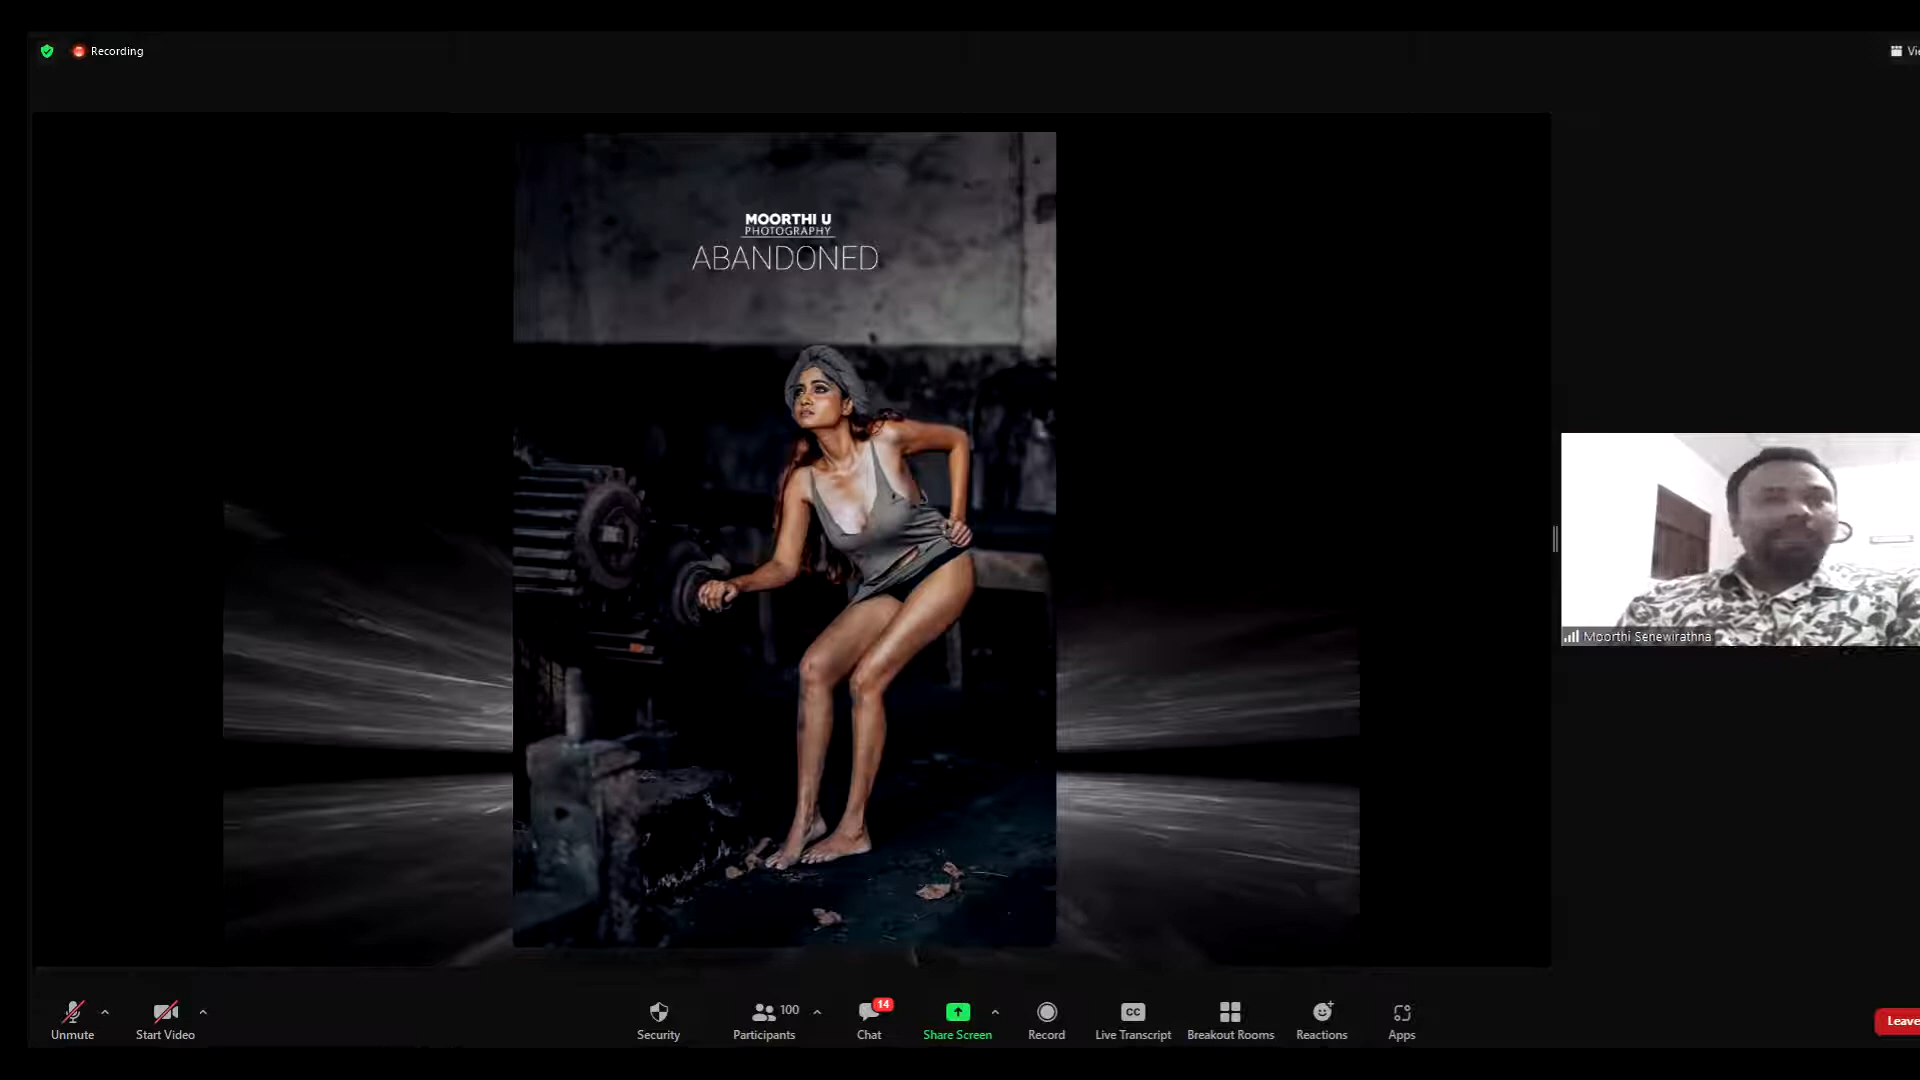 Recording
Vie
MOORTHI U
PHOTOGRAPHY
ABANDONED
Moorthi Senewirathna
Unmute
Start Video
Security
100
Participants
14
Chat
Share Screen
Record
CC
Live Transcript
Breakout Rooms
Reactions
Apps
Leave